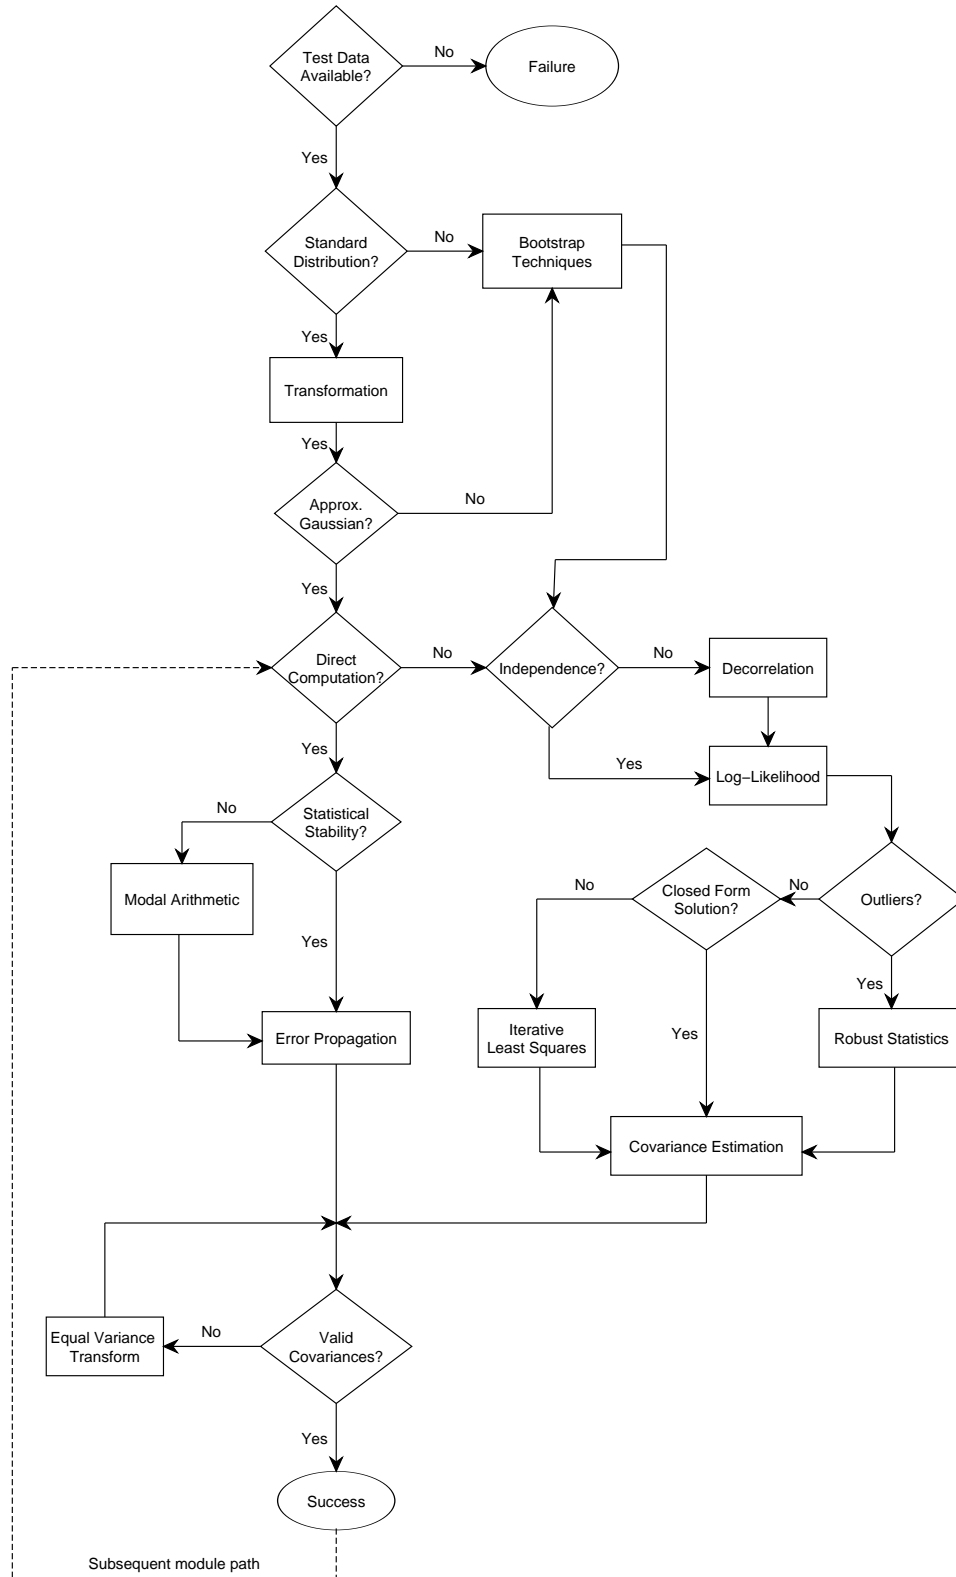 Test Data
Available?
No
Failure
Yes
Standard
Distribution?
No
Bootstrap
Techniques
Yes
Transformation
Yes
Approx.
Gaussian?
No
Yes
Direct
Computation?
No
Independence?
No
Decorrelation
Yes
Yes
Log−Likelihood
No
Statistical
Stability?
Modal Arithmetic
Yes
No
Closed Form
Solution?
No
Outliers?
Yes
Yes
Error Propagation
Iterative
Least Squares
Robust Statistics
Covariance Estimation
Equal Variance
Transform
No
Valid
Covariances?
Yes
Success
Subsequent module path